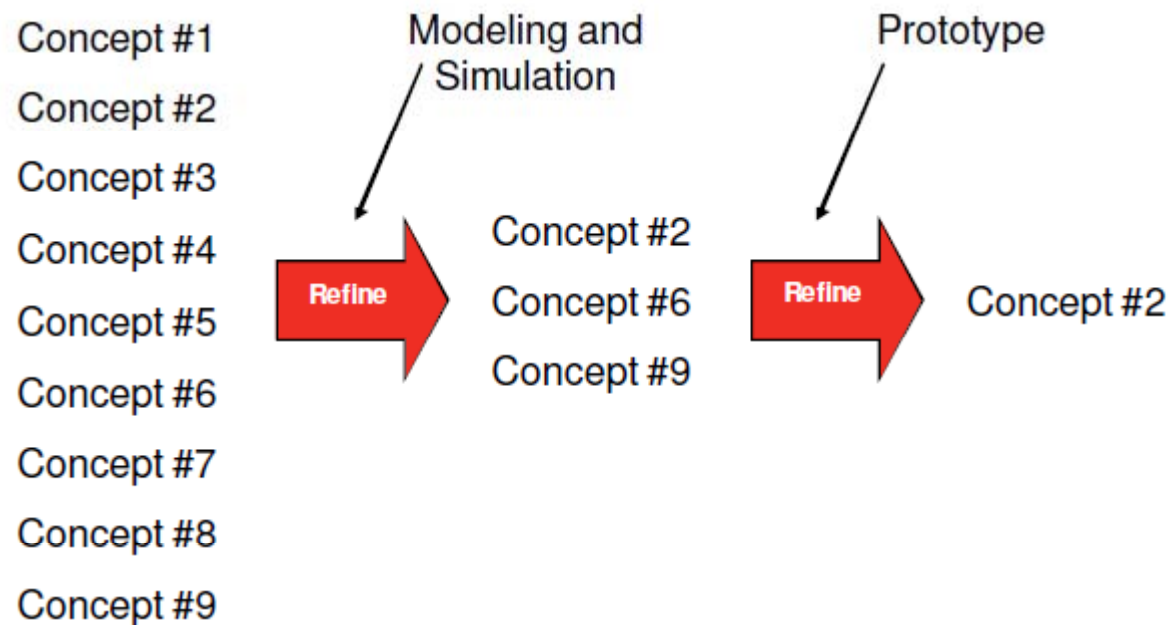 Concept #1
Concept #2
Concept #3
Concept #4
Concept #5
Concept #6
Concept #7
Concept #8
Concept #9
Modeling and
Simulation
Refine
Concept #2
Concept #6
Concept #9
Prototype
Refine
Concept #2